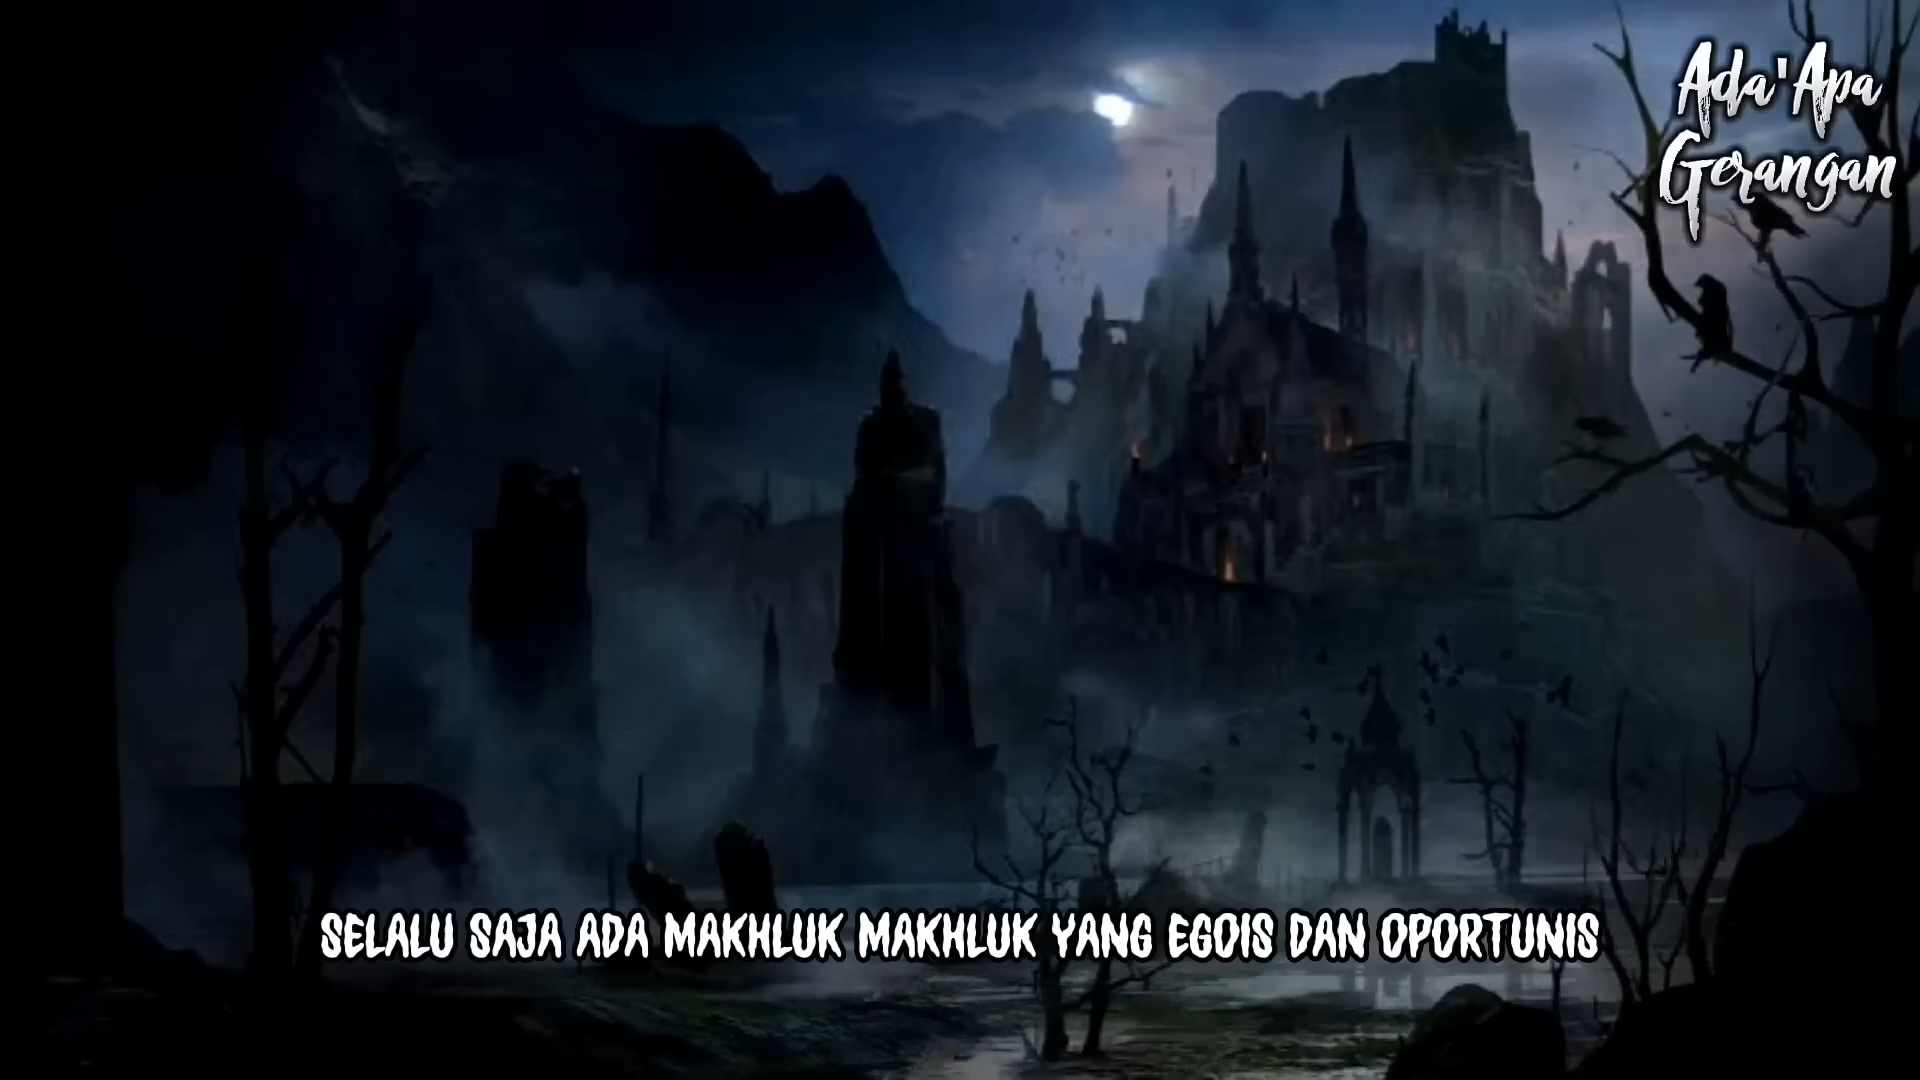 Ada'Apa
Gerangan
SELALU SAJA ADA MAKHLUK MAKHLUK YANG EGOIS DAN OPORTUNIS